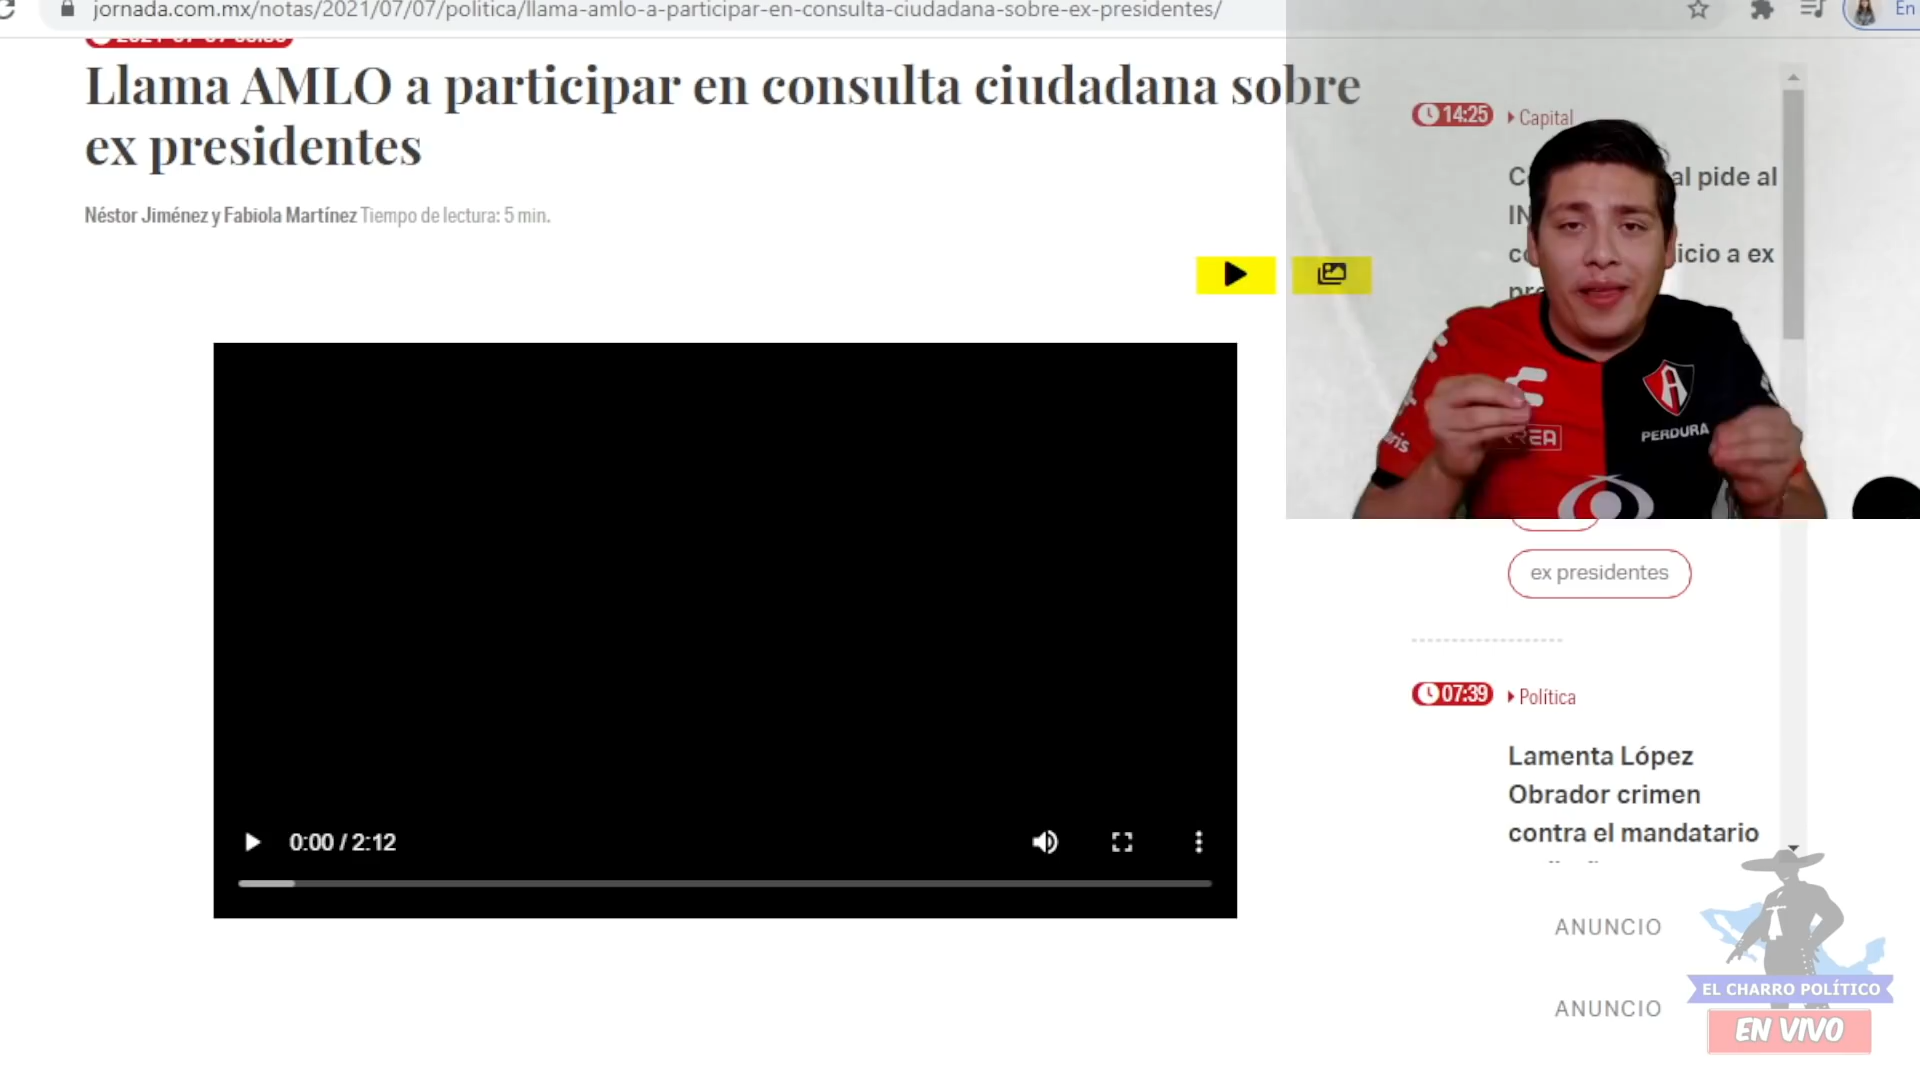 jornada.com.mx/notas/2021/07/07/politica/llama-amlo-a-participar-en-consulta-ciudadana-sobre-ex-presidentes/
En
Llama AMLO a participar en consulta ciudadana sobre
ex presidentes
Néstor Jiménez y Fabiola Martínez Tiempo de lectura: 5 min.
14:25 Capital
al pide al
IN
icio a ex
PERDURA
0:00 / 2:12
ex presidentes
07:39 Política
Lamenta López
Obrador crimen
contra el mandatario
ANUNCIO
ANUNCIO
EL CHARRO POLÍTICO
EN VIVO